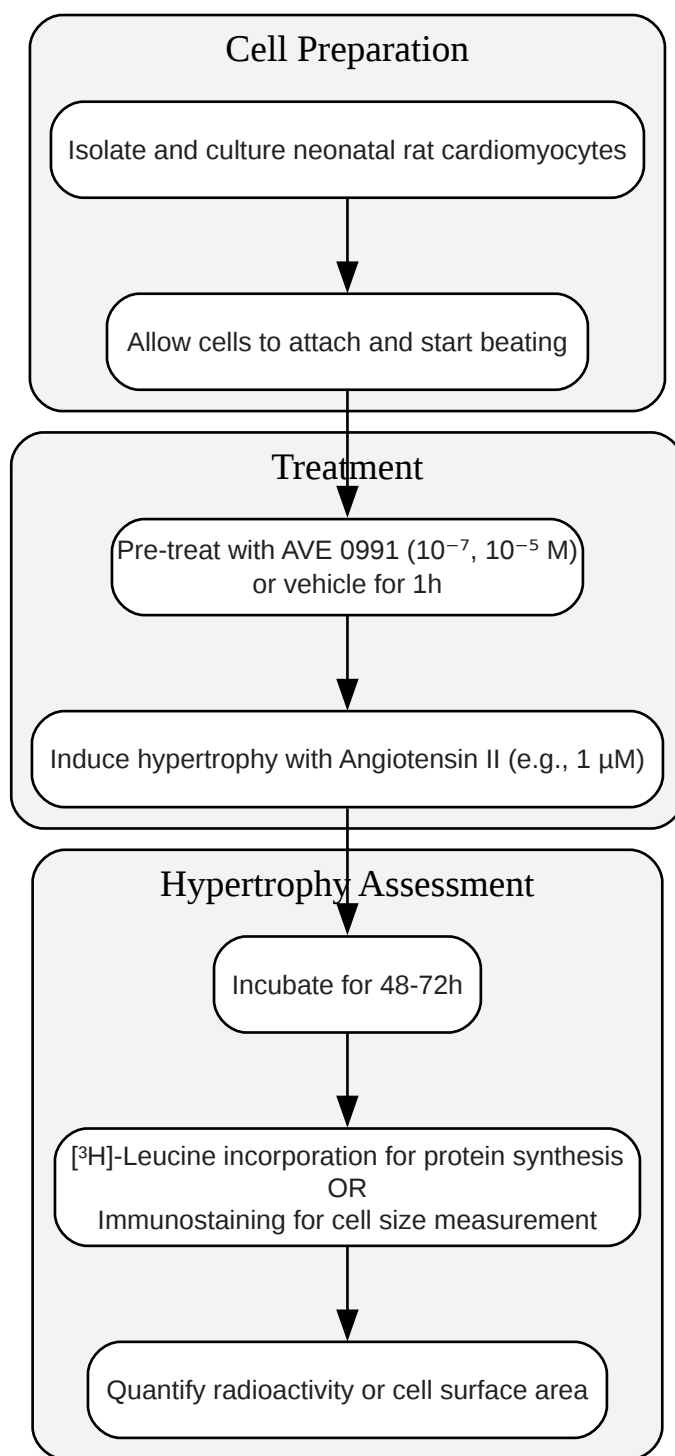 Cell Preparation
Isolate and culture neonatal rat cardiomyocytes
Allow cells to attach and start beating
Treatment
Pre-treat with AVE 0991 (10⁻⁷, 10⁻⁵ M)
or vehicle for 1h
Induce hypertrophy with Angiotensin II (e.g., 1 µM)
Hypertrophy Assessment
Incubate for 48-72h
[³H]-Leucine incorporation for protein synthesis
OR
Immunostaining for cell size measurement
Quantify radioactivity or cell surface area